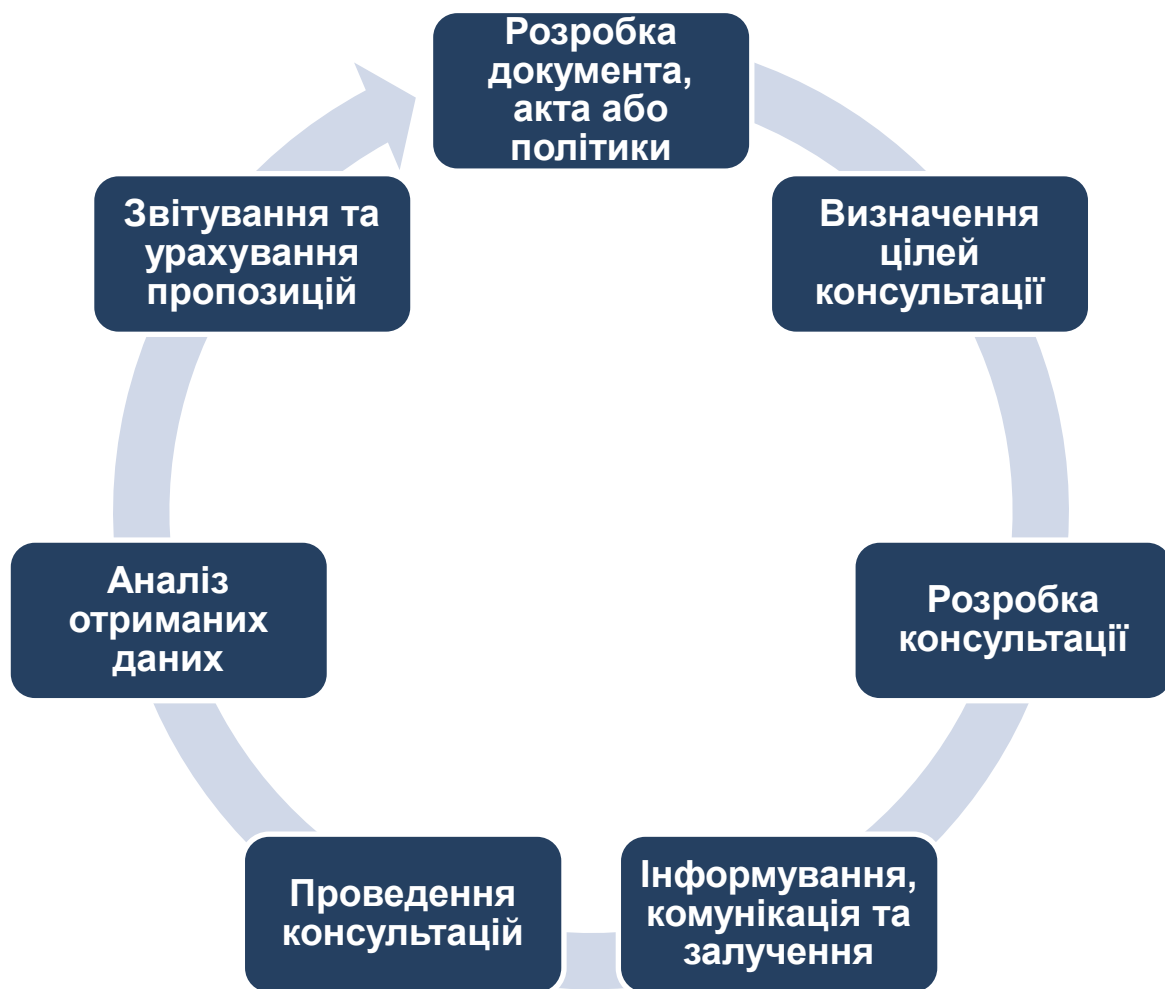 Розробка
документа,
акта або
політики
Визначення
цілей
консультації
Розробка
консультації
Інформування,
комунікація та
залучення
Проведення
консультацій
Аналіз
отриманих
даних
Звітування та
урахування
пропозицій